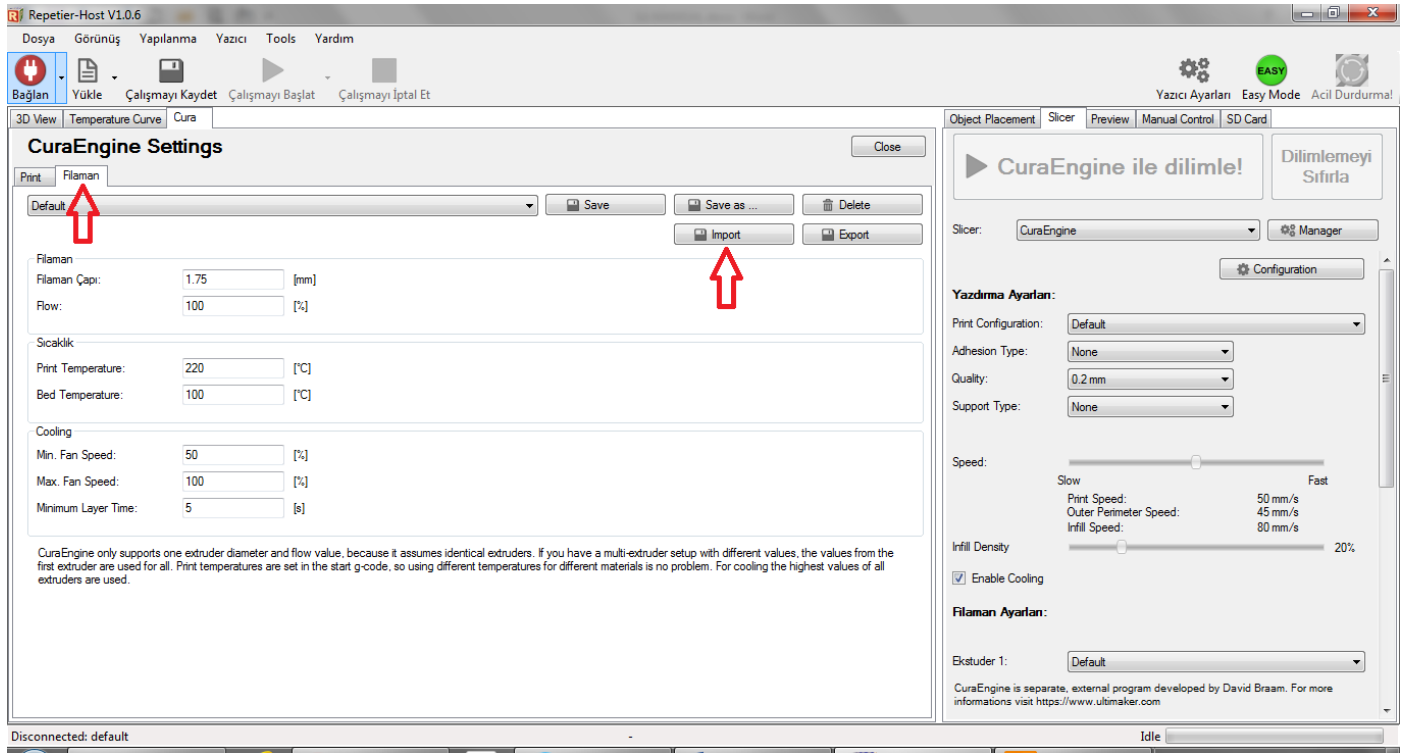 Repetier-Host V1.0.6
Dosya Görünüş Yapılanma Yazıcı Tools Yardım
Bağlan Yükle Çalışmayı Kaydet Çalışmayı Başlat Çalışmayı İptal Et Yazıcı Ayarları EASY Easy Mode Acil Durdurma!
3D View Temperature Curve Cura
CuraEngine Settings
Close
Print Filaman
Default Save Save as ... Delete
Import Export
Filaman
Filaman Çapı: 1.75 [mm]
Flow: 100 [%]
Sıcaklık
Print Temperature: 220 [°C]
Bed Temperature: 100 [°C]
Cooling
Min. Fan Speed: 50 [%]
Max. Fan Speed: 100 [%]
Minimum Layer Time: 5 [s]
CuraEngine only supports one extruder diameter and flow value, because it assumes identical extruders. If you have a multi-extruder setup with different values, the values from the
first extruder are used for all. Print temperatures are set in the start g-code, so using different temperatures for different materials is no problem. For cooling the highest values of all
extruders are used.
Object Placement Slicer Preview Manual Control SD Card
CuraEngine ile dilimle!
Dilimlemeyi
Sıfırla
Slicer: CuraEngine Manager
Configuration
Yazdırma Ayarları:
Print Configuration: Default
Adhesion Type: None
Quality: 0.2 mm
Support Type: None
Speed:
Slow Fast
Print Speed: 50 mm/s
Outer Perimeter Speed: 45 mm/s
Infill Speed: 80 mm/s
Infill Density 20%
Enable Cooling
Filaman Ayarları:
Ekstuder 1: Default
CuraEngine is separate, external program developed by David Braam. For more
informations visit https://www.ultimaker.com
Disconnected: default - Idle